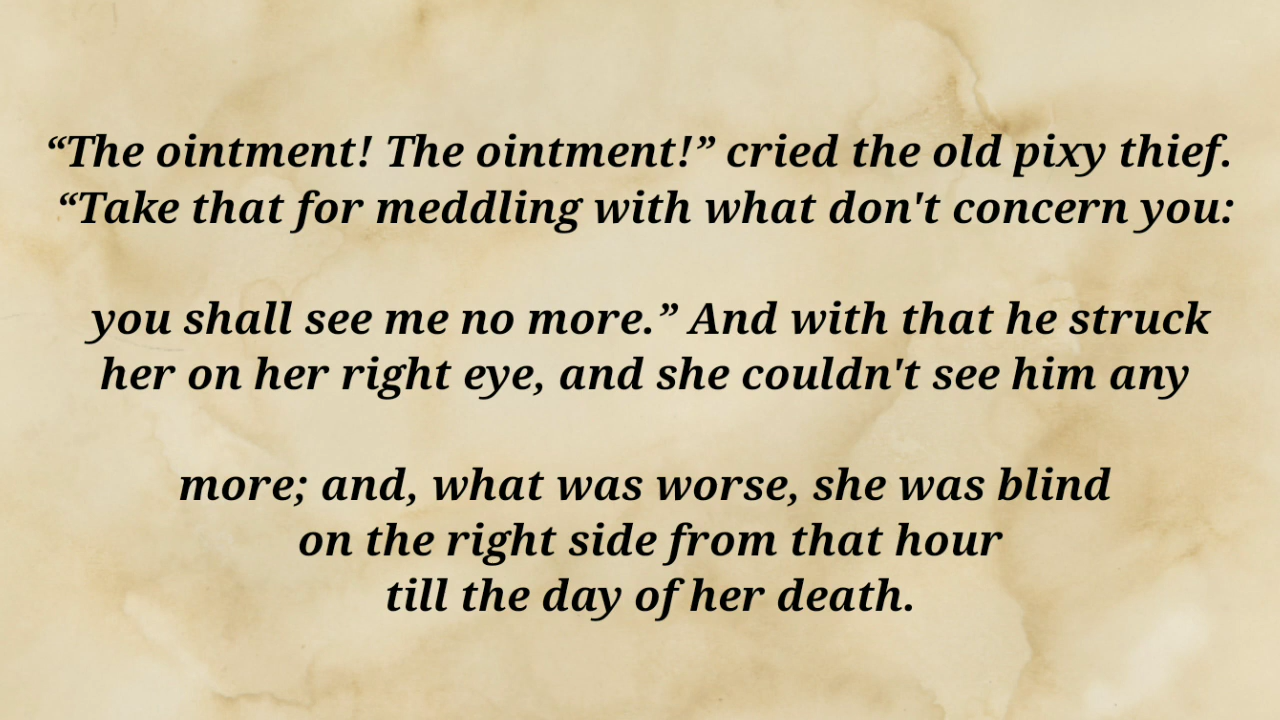 “The ointment! The ointment!” cried the old pixy thief.
“Take that for meddling with what don't concern you:
you shall see me no more.” And with that he struck
her on her right eye, and she couldn't see him any
more; and, what was worse, she was blind
on the right side from that hour
till the day of her death.